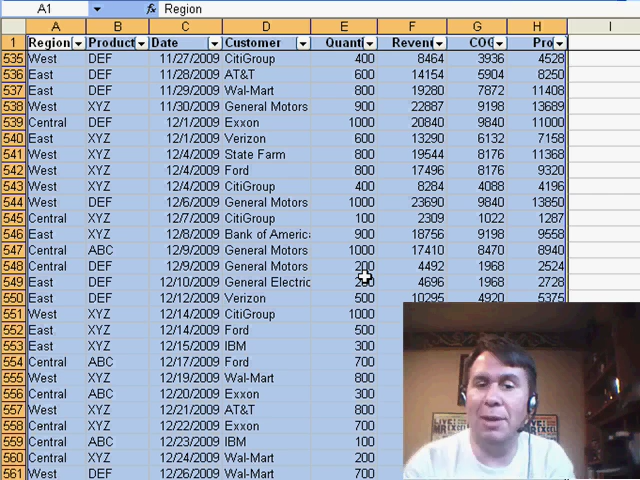 A1 fx Region
A B C D E F G H I
1 Region Product Date Customer Quant Reven COG Pro
535 West DEF 11/27/2009 CitiGroup 400 8464 3936 4528
536 East DEF 11/28/2009 AT&T 600 14154 5904 8250
537 East DEF 11/29/2009 Wal-Mart 800 19280 7872 11408
538 West XYZ 11/30/2009 General Motors 900 22887 9198 13689
539 Central DEF 12/1/2009 Exxon 1000 20840 9840 11000
540 East XYZ 12/1/2009 Verizon 600 13290 6132 7158
541 West XYZ 12/4/2009 State Farm 800 19544 8176 11368
542 West XYZ 12/4/2009 Ford 800 17496 8176 9320
543 West XYZ 12/4/2009 CitiGroup 400 8284 4088 4196
544 West DEF 12/6/2009 General Motors 1000 23690 9840 13850
545 Central XYZ 12/7/2009 CitiGroup 100 2309 1022 1287
546 East XYZ 12/8/2009 Bank of America 900 18756 9198 9558
547 Central ABC 12/9/2009 General Motors 1000 17410 8470 8940
548 Central DEF 12/9/2009 General Motors 200 4492 1968 2524
549 East DEF 12/10/2009 General Electric 200 4696 1968 2728
550 East DEF 12/12/2009 Verizon 500 10295 4920 5375
551 West XYZ 12/14/2009 CitiGroup 1000
552 East XYZ 12/14/2009 Ford 500
553 East XYZ 12/15/2009 IBM 300
554 Central ABC 12/17/2009 Ford 700
555 West XYZ 12/19/2009 Wal-Mart 800
556 Central ABC 12/20/2009 Exxon 300
557 West XYZ 12/21/2009 AT&T 800
558 Central XYZ 12/22/2009 Exxon 700
559 Central ABC 12/23/2009 IBM 100
560 Central XYZ 12/24/2009 Wal-Mart 200
561 West DEF 12/26/2009 Wal-Mart 700